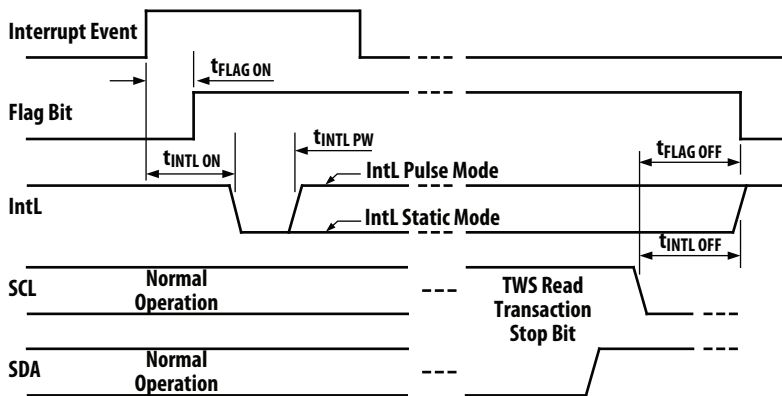 Interrupt Event
tFLAG ON
Flag Bit
tINTL ON
tINTL PW
tFLAG OFF
IntL Pulse Mode
IntL
IntL Static Mode
tINTL OFF
SCL
Normal
Operation
TWS Read
Transaction
Stop Bit
SDA
Normal
Operation